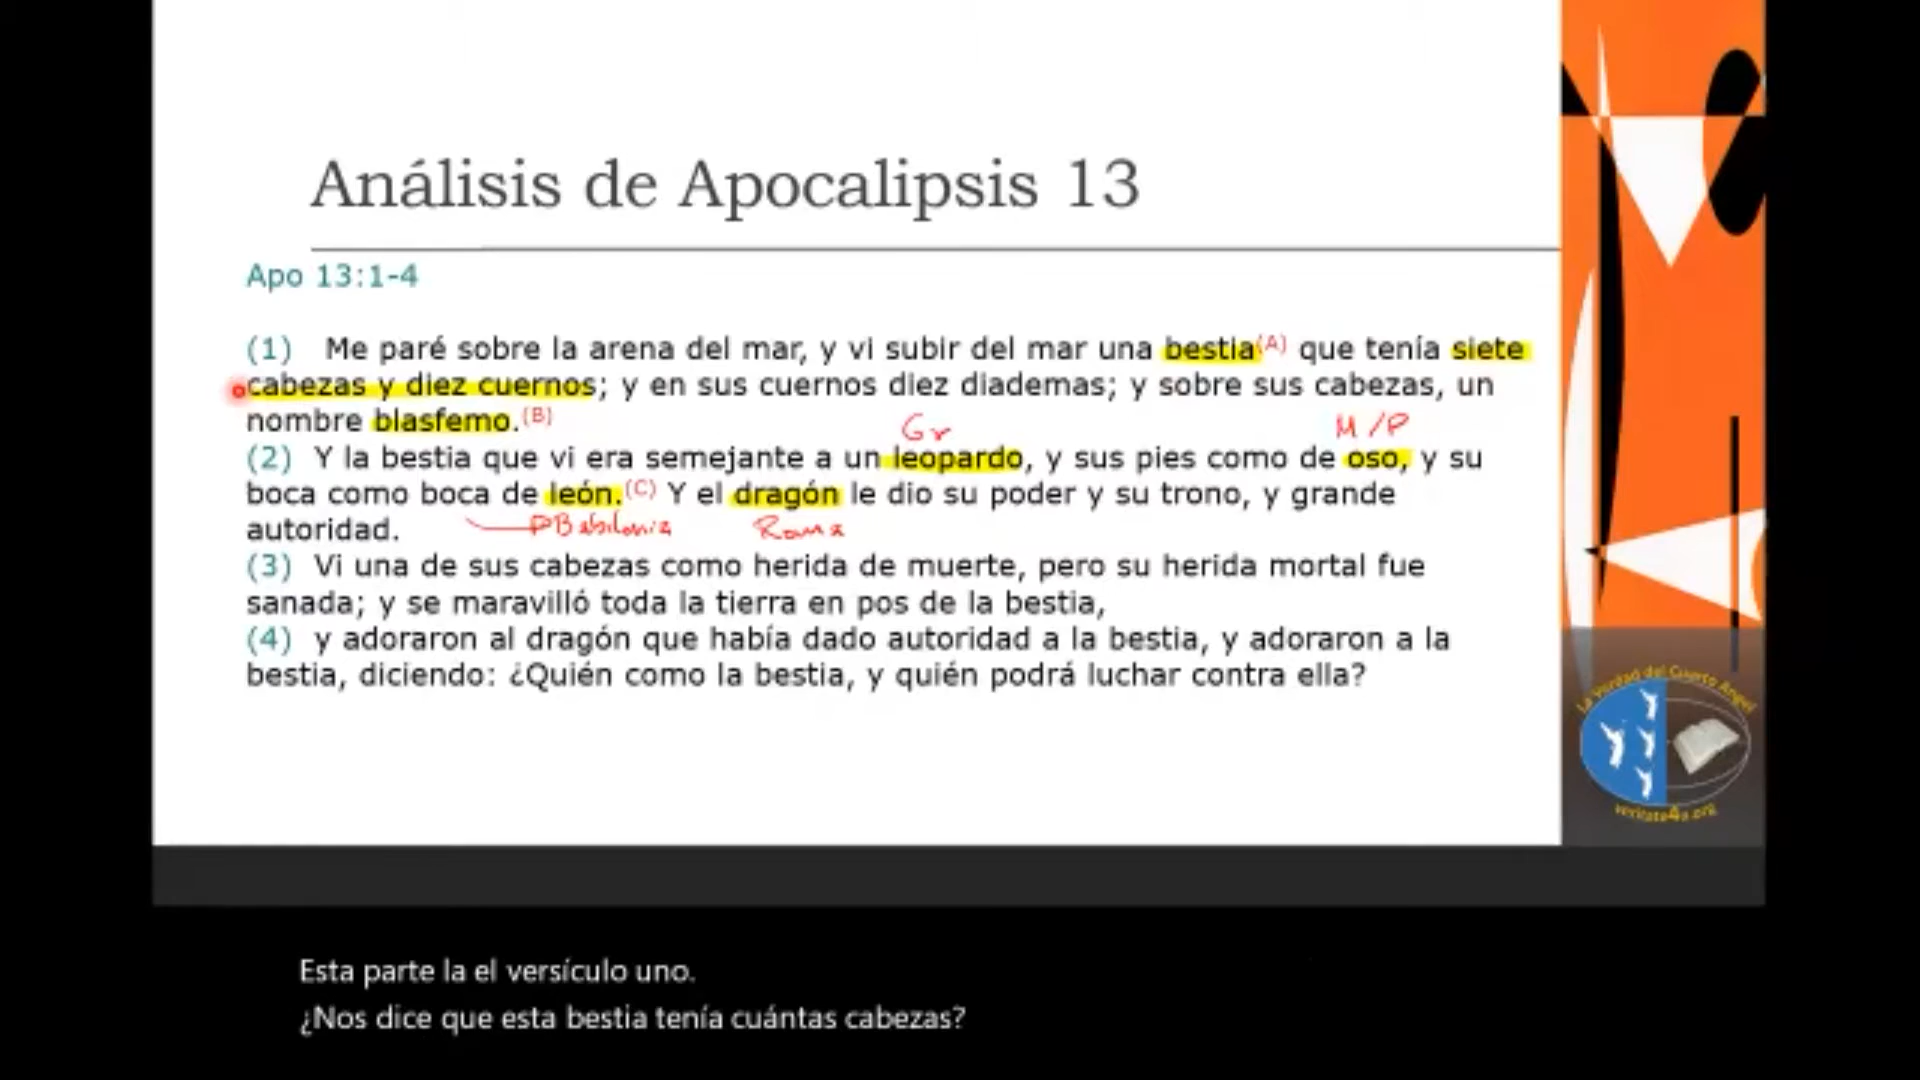 Análisis de Apocalipsis 13
Apo 13:1-4
(1) Me paré sobre la arena del mar, y vi subir del mar una bestia(A) que tenía siete
cabezas y diez cuernos; y en sus cuernos diez diademas; y sobre sus cabezas, un
nombre blasfemo.(B)
Gr M/P
(2) Y la bestia que vi era semejante a un leopardo, y sus pies como de oso, y su
boca como boca de león.(C) Y el dragón le dio su poder y su trono, y grande
autoridad.
Babilonia Roma
(3) Vi una de sus cabezas como herida de muerte, pero su herida mortal fue
sanada; y se maravilló toda la tierra en pos de la bestia,
(4) y adoraron al dragón que había dado autoridad a la bestia, y adoraron a la
bestia, diciendo: ¿Quién como la bestia, y quién podrá luchar contra ella?
La Verdad del Cuarto Angel
veritate4a.org
Esta parte la el versículo uno.
¿Nos dice que esta bestia tenía cuántas cabezas?